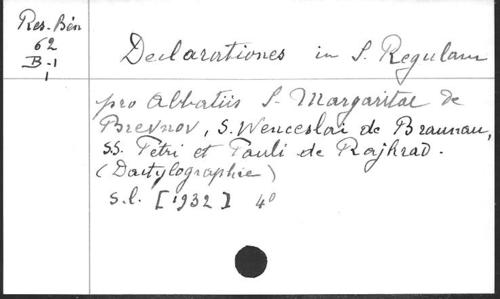 Res. Bén
62
B-1
1
Declarationes in S. Regulam
pro Abbatiis S. Margaritae de
Brevnov, S. Wenceslai de Braunau,
SS. Petri et Pauli de Rajhrad.
(Dactylographie)
s.l. [1932] 4°